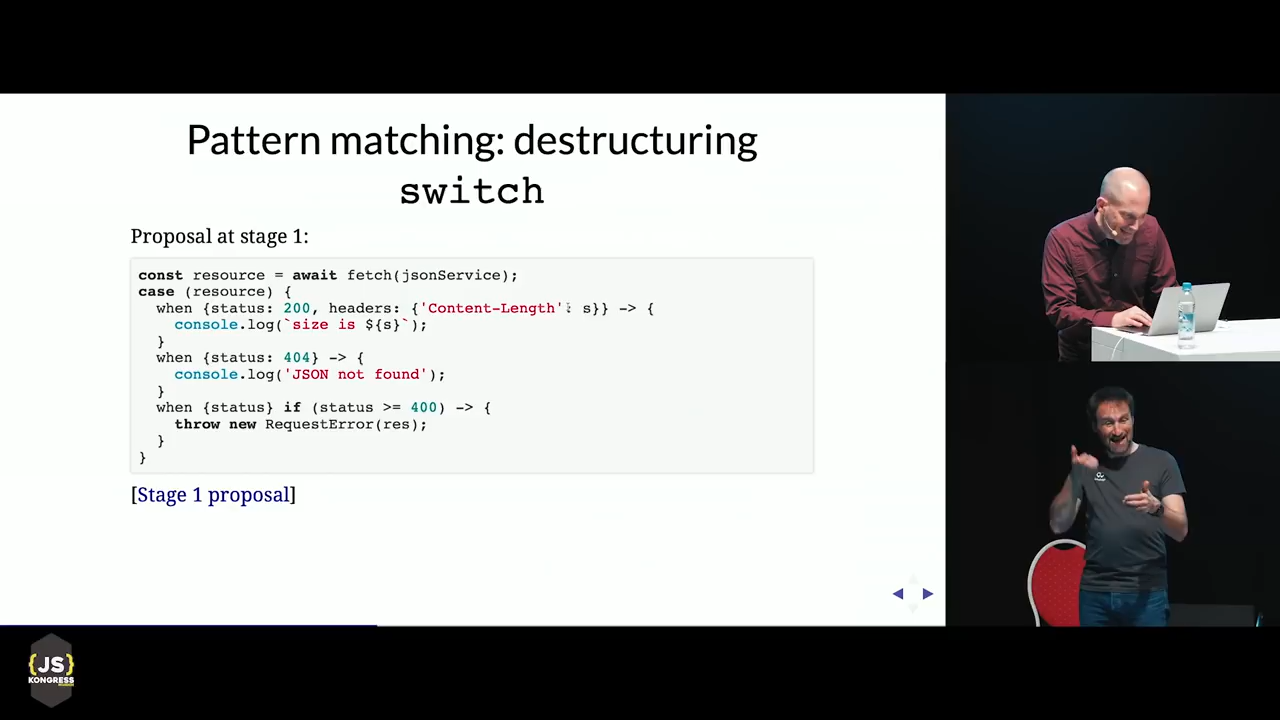 Pattern matching: destructuring
switch
Proposal at stage 1:
const resource = await fetch(jsonService);
case (resource) {
  when {status: 200, headers: {'Content-Length': s}} -> {
    console.log(`size is ${s}`);
  }
  when {status: 404} -> {
    console.log('JSON not found');
  }
  when {status} if (status >= 400) -> {
    throw new RequestError(res);
  }
}
[Stage 1 proposal]
{JS}
KONGRESS